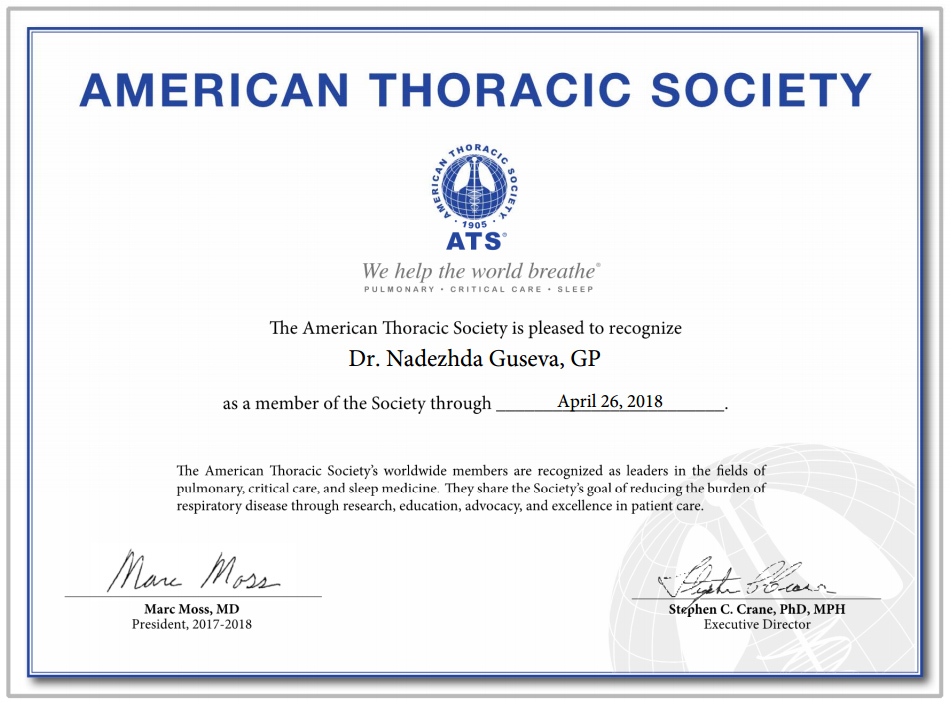 AMERICAN THORACIC SOCIETY
AMERICAN THORACIC SOCIETY
· 1905 ·
ATS®
We help the world breathe®
PULMONARY • CRITICAL CARE • SLEEP
The American Thoracic Society is pleased to recognize
Dr. Nadezhda Guseva, GP
as a member of the Society through April 26, 2018.
The American Thoracic Society's worldwide members are recognized as leaders in the fields of
pulmonary, critical care, and sleep medicine. They share the Society's goal of reducing the burden of
respiratory disease through research, education, advocacy, and excellence in patient care.
Marc Moss
Marc Moss, MD
President, 2017-2018
Stephen C. Crane
Stephen C. Crane, PhD, MPH
Executive Director